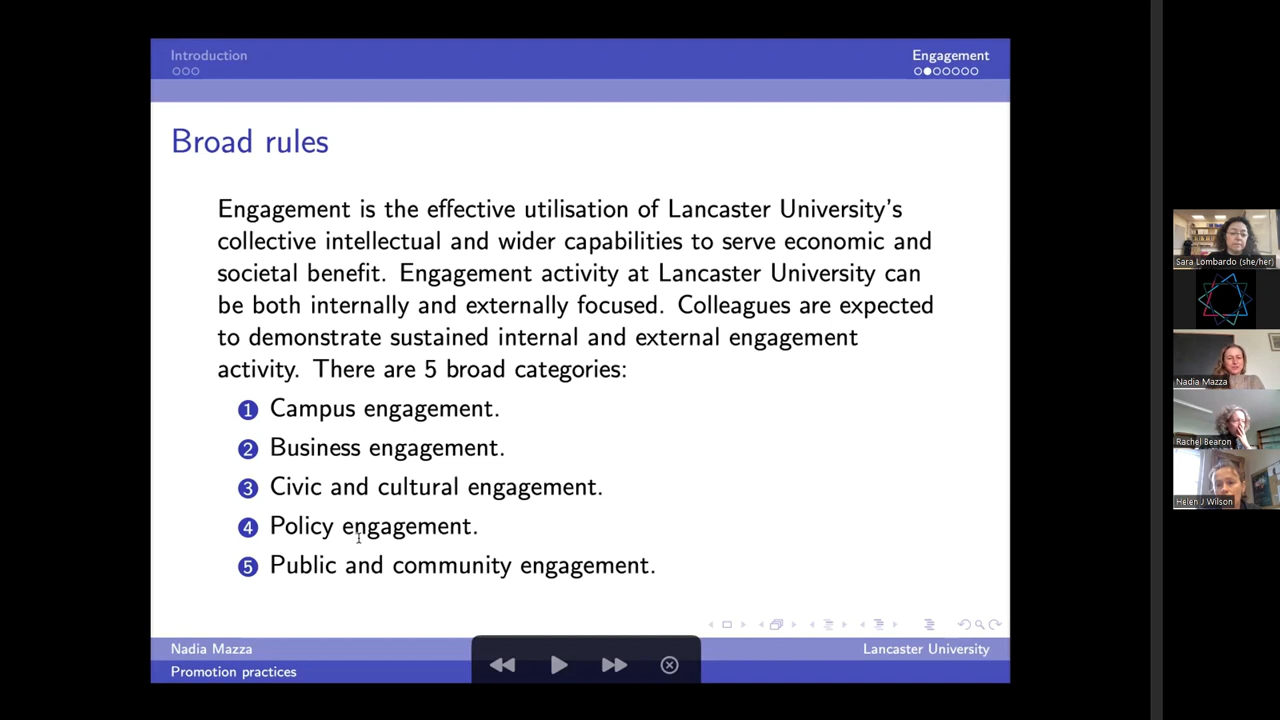 Introduction
Engagement
Broad rules
Engagement is the effective utilisation of Lancaster University's
collective intellectual and wider capabilities to serve economic and
societal benefit. Engagement activity at Lancaster University can
be both internally and externally focused. Colleagues are expected
to demonstrate sustained internal and external engagement
activity. There are 5 broad categories:
1 Campus engagement.
2 Business engagement.
3 Civic and cultural engagement.
4 Policy engagement.
5 Public and community engagement.
Nadia Mazza
Lancaster University
Promotion practices
Sara Lombardo (she/her)
Nadia Mazza
Rachel Bearon
Helen J Wilson